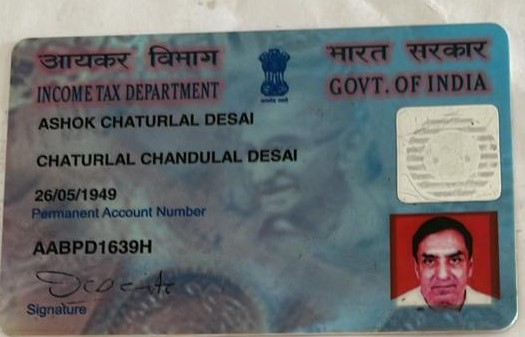 आयकर विभाग
भारत सरकार
INCOME TAX DEPARTMENT
GOVT. OF INDIA
ASHOK CHATURLAL DESAI
CHATURLAL CHANDULAL DESAI
26/05/1949
Permanent Account Number
AABPD1639H
Signature